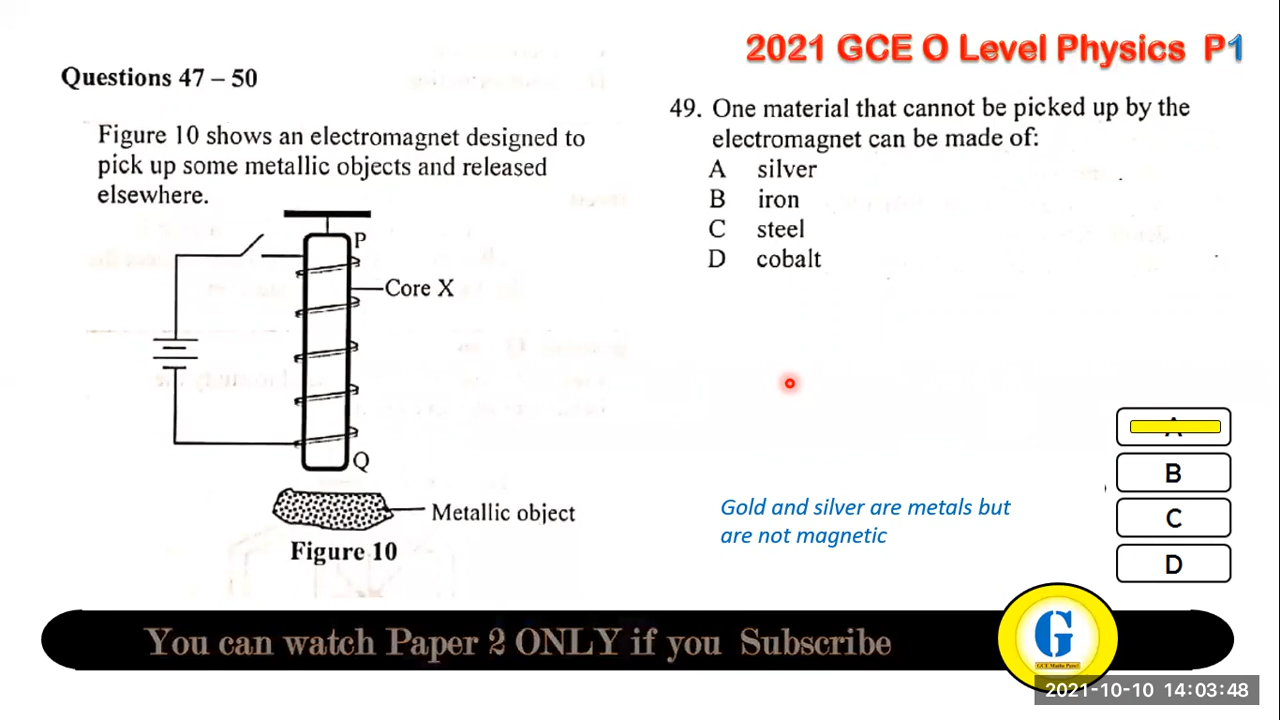 2021 GCE O Level Physics P1
Questions 47 – 50
Figure 10 shows an electromagnet designed to
pick up some metallic objects and released
elsewhere.
P
Core X
Q
Metallic object
Figure 10
49. One material that cannot be picked up by the
electromagnet can be made of:
A silver
B iron
C steel
D cobalt
A
B
C
D
Gold and silver are metals but
are not magnetic
You can watch Paper 2 ONLY if you Subscribe
G
GCE Maths Pass!
2021-10-10 14:03:48